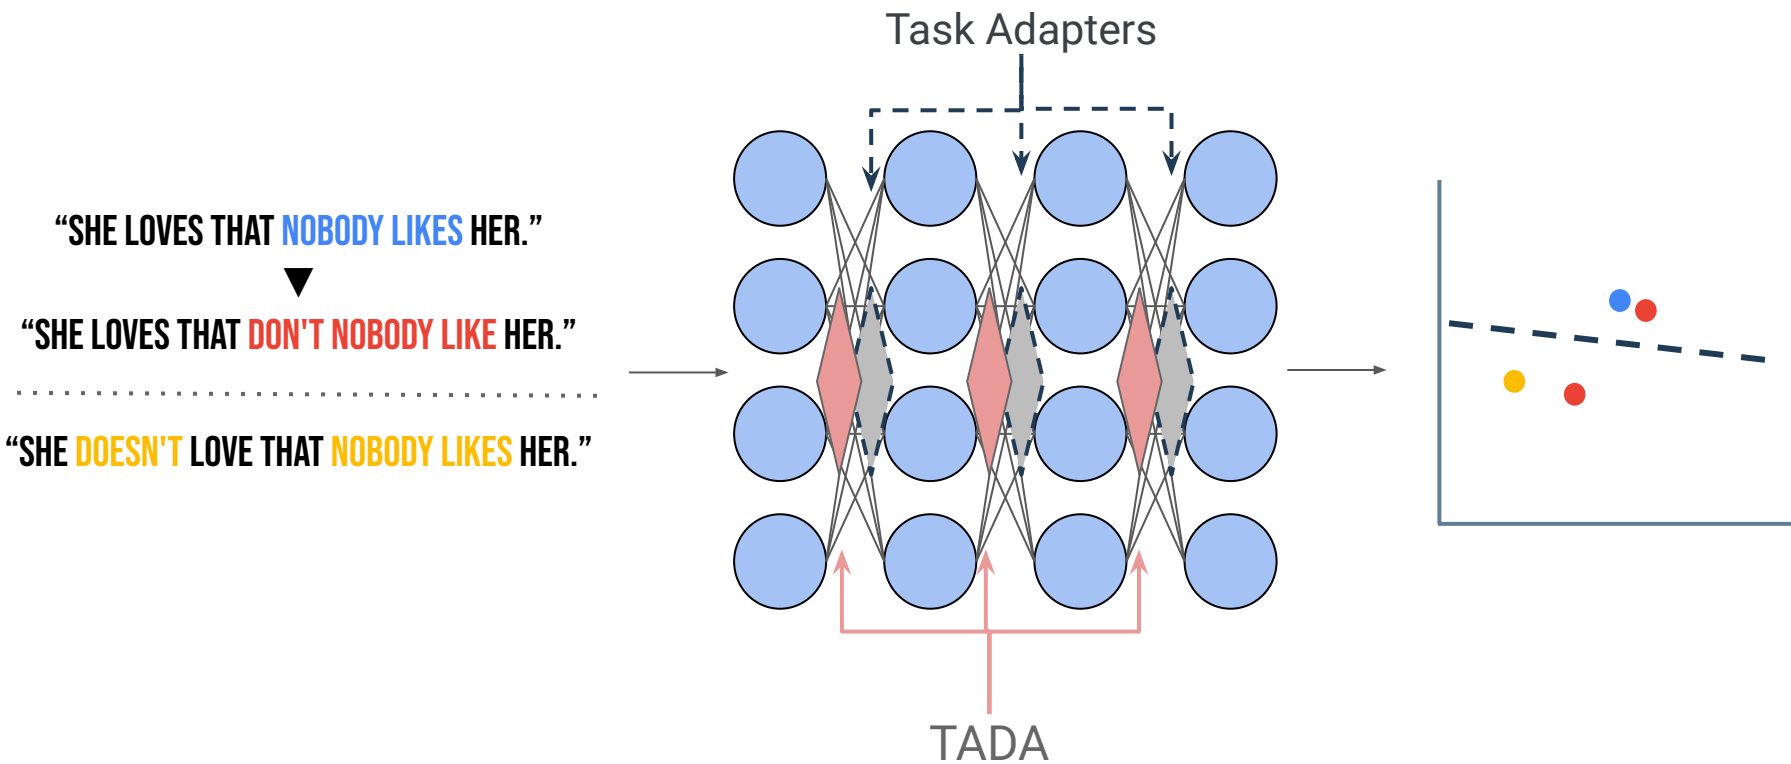 Task Adapters
“SHE LOVES THAT NOBODY LIKES HER.”
“SHE LOVES THAT DON'T NOBODY LIKE HER.”
“SHE DOESN'T LOVE THAT NOBODY LIKES HER.”
TADA